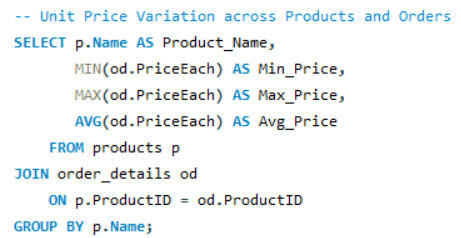 -- Unit Price Variation across Products and Orders
SELECT p.Name AS Product_Name,
MIN(od.PriceEach) AS Min_Price,
MAX(od.PriceEach) AS Max_Price,
AVG(od.PriceEach) AS Avg_Price
FROM products p
JOIN order_details od
ON p.ProductID = od.ProductID
GROUP BY p.Name;